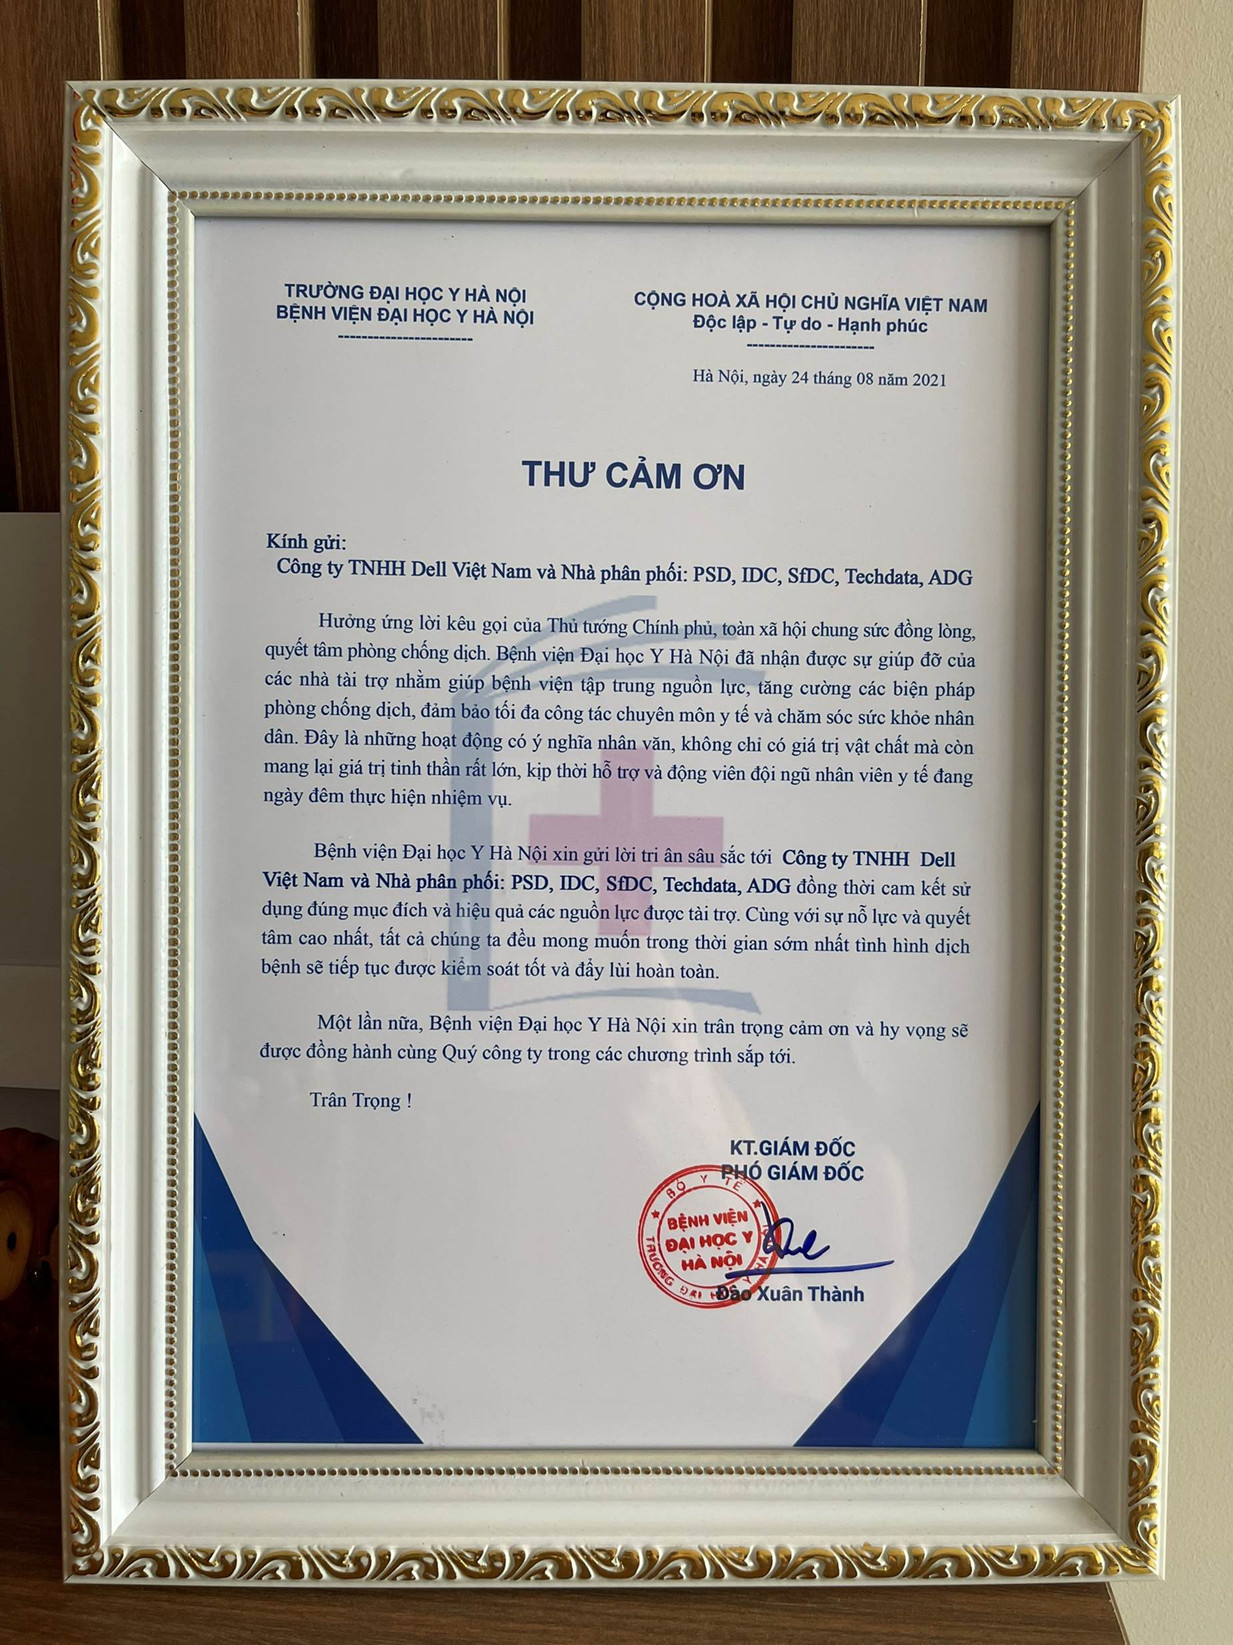 TRƯỜNG ĐẠI HỌC Y HÀ NỘI
BỆNH VIỆN ĐẠI HỌC Y HÀ NỘI
-----------------------
CỘNG HOÀ XÃ HỘI CHỦ NGHĨA VIỆT NAM
Độc lập - Tự do - Hạnh phúc
----------------------
Hà Nội, ngày 24 tháng 08 năm 2021
THƯ CẢM ƠN
Kính gửi:
Công ty TNHH Dell Việt Nam và Nhà phân phối: PSD, IDC, SfDC, Techdata, ADG
Hưởng ứng lời kêu gọi của Thủ tướng Chính phủ, toàn xã hội chung sức đồng lòng,
quyết tâm phòng chống dịch. Bệnh viện Đại học Y Hà Nội đã nhận được sự giúp đỡ của
các nhà tài trợ nhằm giúp bệnh viện tập trung nguồn lực, tăng cường các biện pháp
phòng chống dịch, đảm bảo tối đa công tác chuyên môn y tế và chăm sóc sức khỏe nhân
dân. Đây là những hoạt động có ý nghĩa nhân văn, không chỉ có giá trị vật chất mà còn
mang lại giá trị tinh thần rất lớn, kịp thời hỗ trợ và động viên đội ngũ nhân viên y tế đang
ngày đêm thực hiện nhiệm vụ.
Bệnh viện Đại học Y Hà Nội xin gửi lời tri ân sâu sắc tới Công ty TNHH Dell
Việt Nam và Nhà phân phối: PSD, IDC, SfDC, Techdata, ADG đồng thời cam kết sử
dụng đúng mục đích và hiệu quả các nguồn lực được tài trợ. Cùng với sự nỗ lực và quyết
tâm cao nhất, tất cả chúng ta đều mong muốn trong thời gian sớm nhất tình hình dịch
bệnh sẽ tiếp tục được kiểm soát tốt và đẩy lùi hoàn toàn.
Một lần nữa, Bệnh viện Đại học Y Hà Nội xin trân trọng cảm ơn và hy vọng sẽ
được đồng hành cùng Quý công ty trong các chương trình sắp tới.
Trân Trọng !
KT.GIÁM ĐỐC
PHÓ GIÁM ĐỐC
BỘ Y TẾ
BỆNH VIỆN
ĐẠI HỌC Y
HÀ NỘI
TRƯỜNG ĐẠI
Y HÀ
Đào Xuân Thành